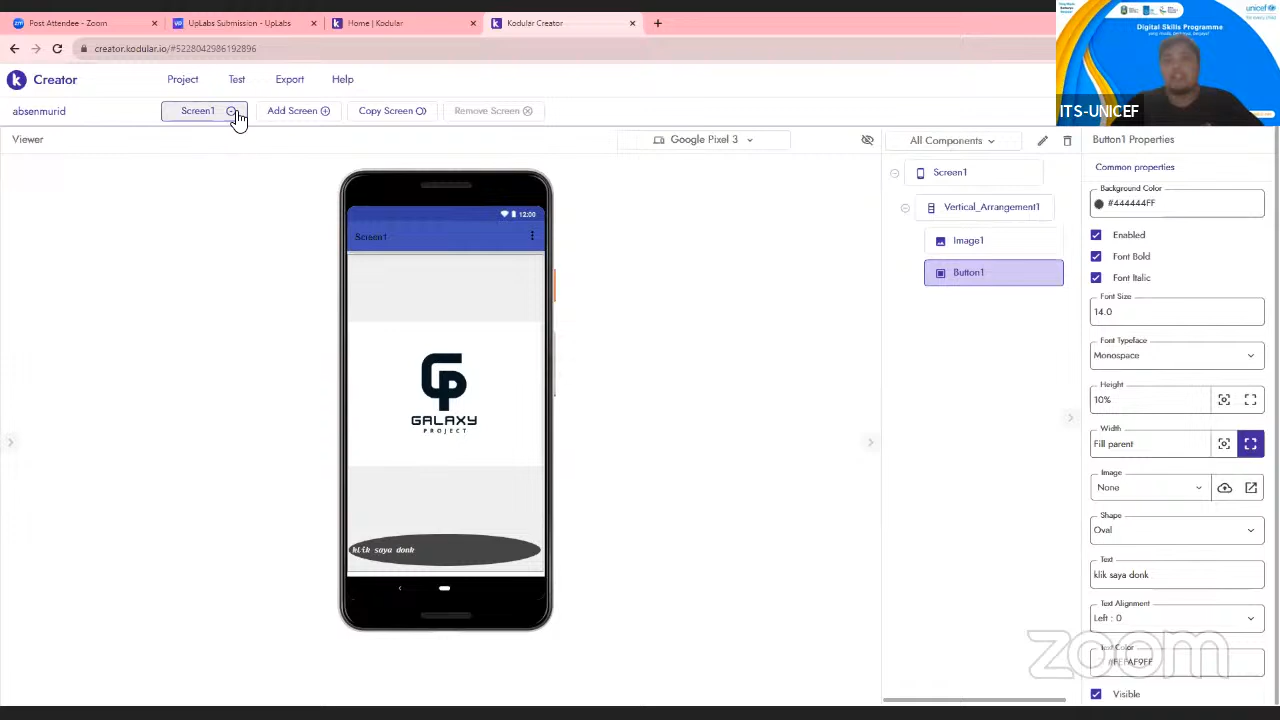 Post Attendee - Zoom
UpLabs Submission - UpLabs
Home | Kodular
Kodular Creator
creator.kodular.io/#5228042986192896
Digital Skills Programme
unicef
ITS-UNICEF
Creator
Project
Test
Export
Help
absenmurid
Screen1
Add Screen
Copy Screen
Remove Screen
Viewer
Google Pixel 3
All Components
Button1 Properties
Common properties
12:00
Screen1
GALAXY
PROJECT
klik saya donk
Screen1
Vertical_Arrangement1
Image1
Button1
Background Color
#444444FF
Enabled
Font Bold
Font Italic
Font Size
14.0
Font Typeface
Monospace
Height
10%
Width
Fill parent
Image
None
Shape
Oval
Text
klik saya donk
Text Alignment
Left : 0
Text Color
Visible
zoom